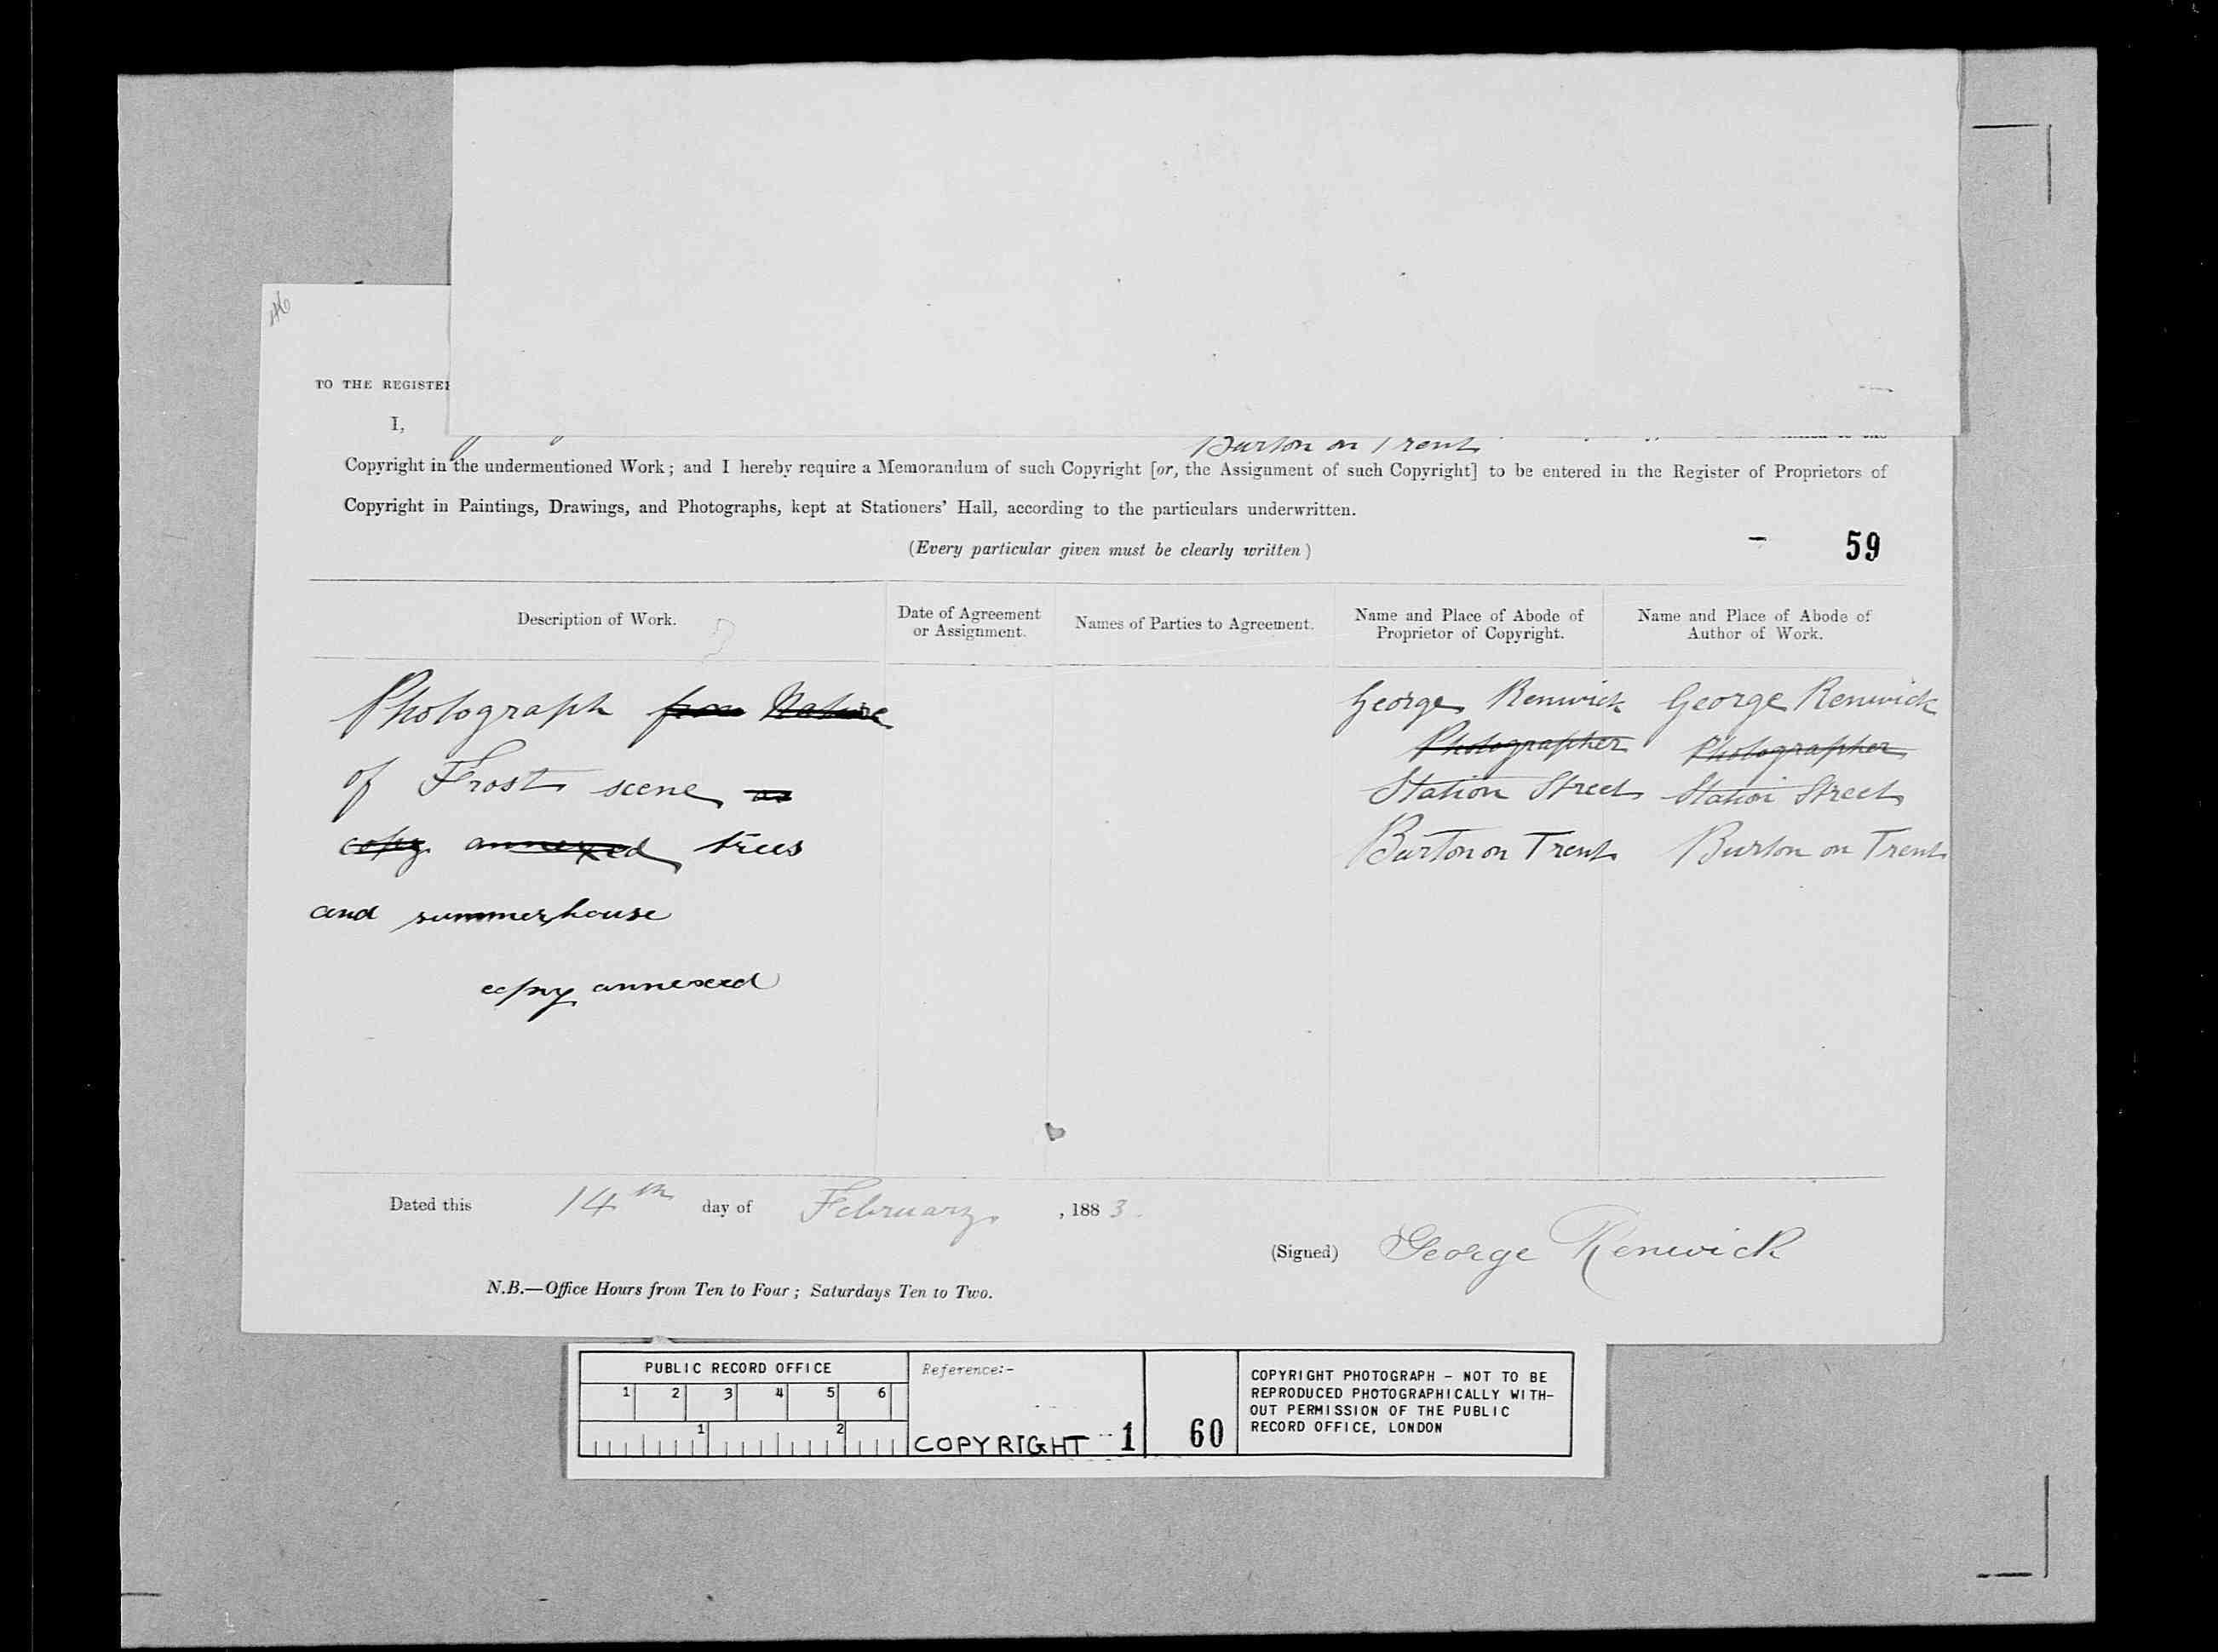 TO THE REGISTE
I,
Burton on Trent
Copyright in the undermentioned Work; and I hereby require a Memorandum of such Copyright [or, the Assignment of such Copyright] to be entered in the Register of Proprietors of
Copyright in Paintings, Drawings, and Photographs, kept at Stationers' Hall, according to the particulars underwritten.
(Every particular given must be clearly written)
59
Description of Work.
Date of Agreement
or Assignment.
Names of Parties to Agreement.
Name and Place of Abode of
Proprietor of Copyright.
Name and Place of Abode of
Author of Work.
Photograph from Nature
of Frost scene as
copy annexed trees
and summerhouse
copy annexed
George Renwick
Photographer
Station Street
Burton on Trent
George Renwick
Photographer
Station Street
Burton on Trent
Dated this 14th day of February, 1883.
(Signed) George Renwick
N.B.—Office Hours from Ten to Four; Saturdays Ten to Two.
PUBLIC RECORD OFFICE
1 2 3 4 5 6
1 2
Reference:-
COPYRIGHT 1
60
COPYRIGHT PHOTOGRAPH - NOT TO BE
REPRODUCED PHOTOGRAPHICALLY WITH-
OUT PERMISSION OF THE PUBLIC
RECORD OFFICE, LONDON